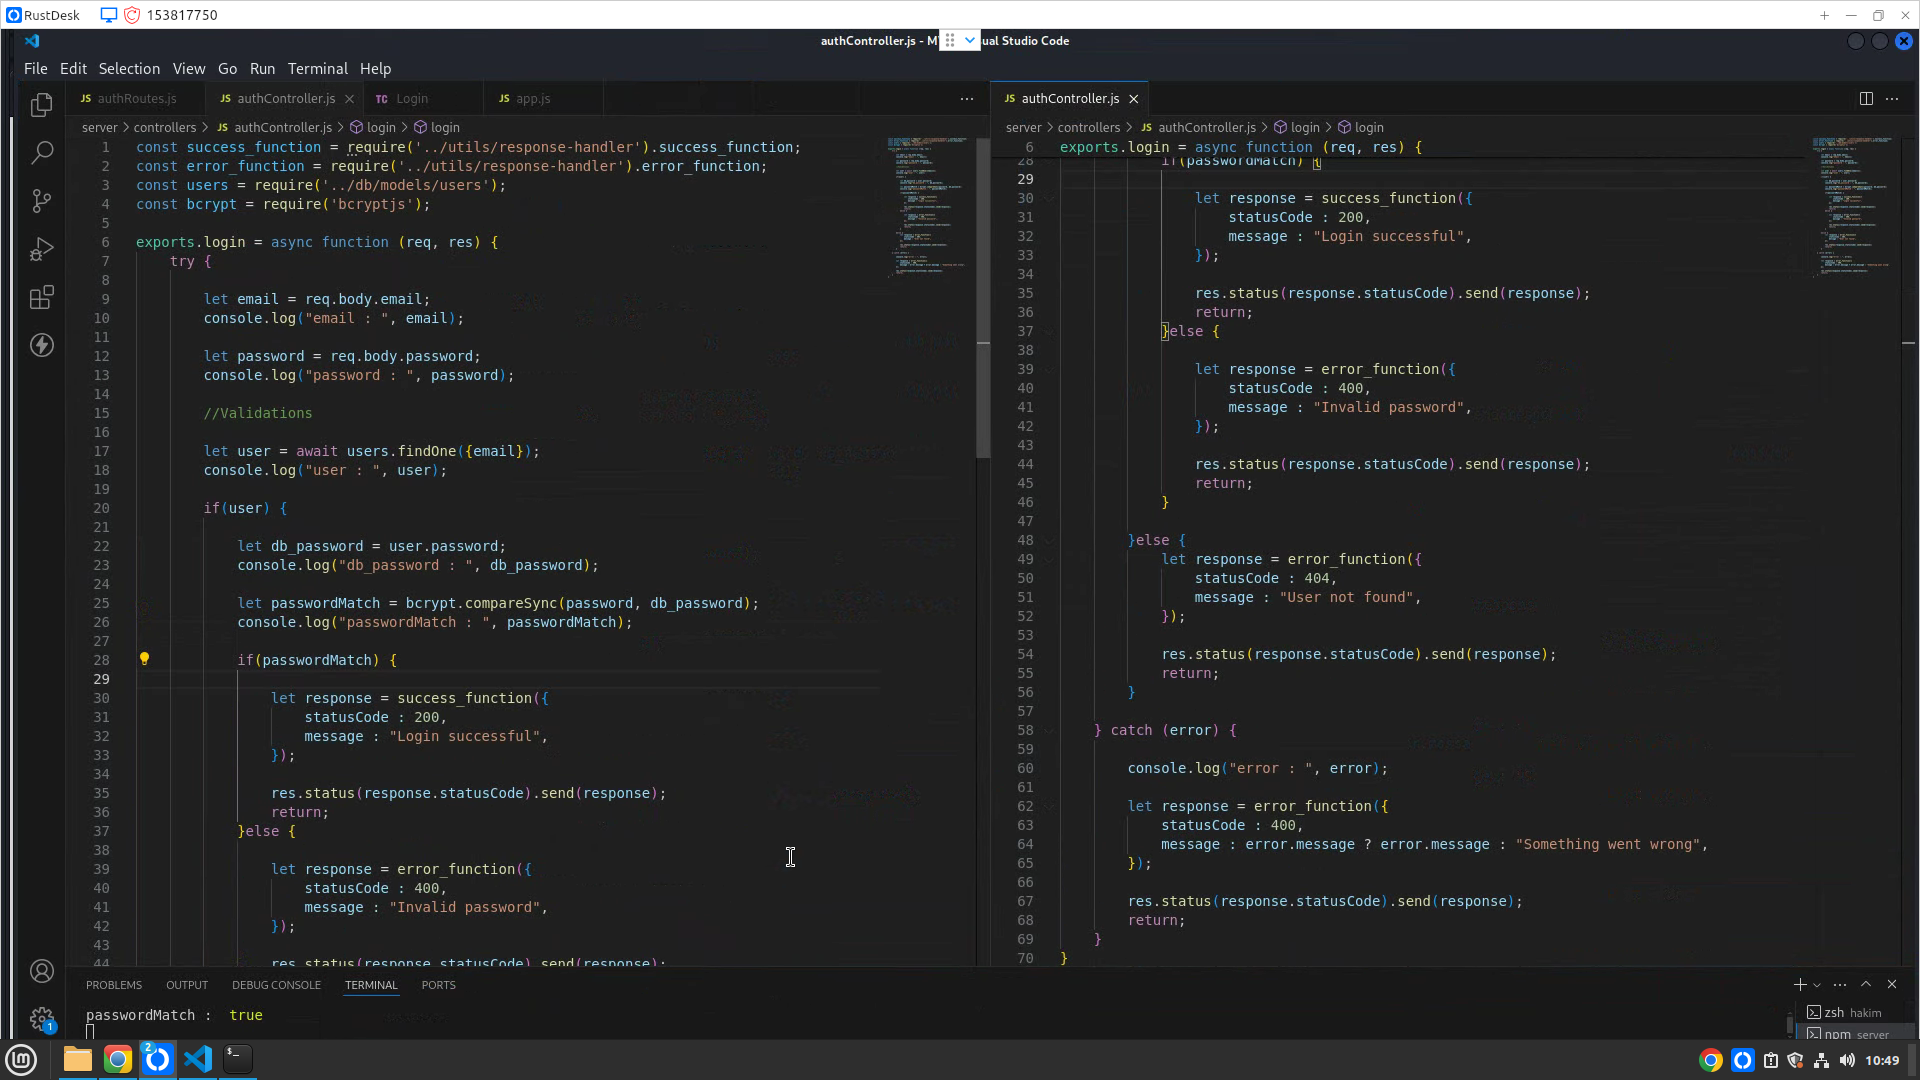 RustDesk 153817750
authController.js - M ual Studio Code
File Edit Selection View Go Run Terminal Help
JS authRoutes.js JS authController.js TC Login JS app.js
server > controllers > JS authController.js > login > login
1 const success_function = require('../utils/response-handler').success_function;
2 const error_function = require('../utils/response-handler').error_function;
3 const users = require('../db/models/users');
4 const bcrypt = require('bcryptjs');
5
6 exports.login = async function (req, res) {
7 try {
8
9 let email = req.body.email;
10 console.log("email : ", email);
11
12 let password = req.body.password;
13 console.log("password : ", password);
14
15 //Validations
16
17 let user = await users.findOne({email});
18 console.log("user : ", user);
19
20 if(user) {
21
22 let db_password = user.password;
23 console.log("db_password : ", db_password);
24
25 let passwordMatch = bcrypt.compareSync(password, db_password);
26 console.log("passwordMatch : ", passwordMatch);
27
28 if(passwordMatch) {
29
30 let response = success_function({
31 statusCode : 200,
32 message : "Login successful",
33 });
34
35 res.status(response.statusCode).send(response);
36 return;
37 }else {
38
39 let response = error_function({
40 statusCode : 400,
41 message : "Invalid password",
42 });
43
44 res.status(response.statusCode).send(response);
JS authController.js
server > controllers > JS authController.js > login > login
6 exports.login = async function (req, res) {
28 if(passwordMatch) {
29
30 let response = success_function({
31 statusCode : 200,
32 message : "Login successful",
33 });
34
35 res.status(response.statusCode).send(response);
36 return;
37 }else {
38
39 let response = error_function({
40 statusCode : 400,
41 message : "Invalid password",
42 });
43
44 res.status(response.statusCode).send(response);
45 return;
46 }
47
48 }else {
49 let response = error_function({
50 statusCode : 404,
51 message : "User not found",
52 });
53
54 res.status(response.statusCode).send(response);
55 return;
56 }
57
58 } catch (error) {
59
60 console.log("error : ", error);
61
62 let response = error_function({
63 statusCode : 400,
64 message : error.message ? error.message : "Something went wrong",
65 });
66
67 res.status(response.statusCode).send(response);
68 return;
69 }
70 }
PROBLEMS OUTPUT DEBUG CONSOLE TERMINAL PORTS
passwordMatch : true
zsh hakim
npm server
1
2
10:49